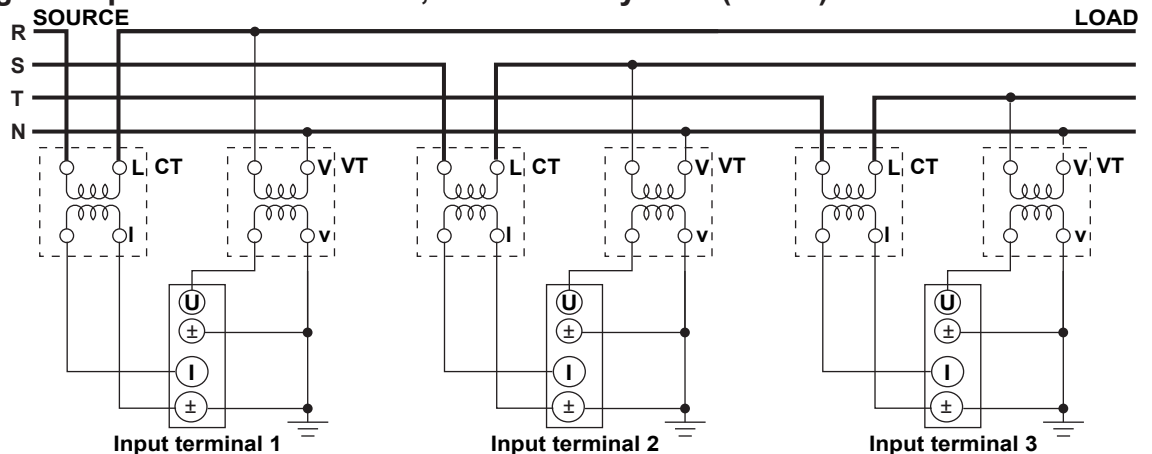 SOURCE LOAD
R
S
T
N
L CT V VT L CT V VT L CT V VT
l v l v l v
U U U
± ± ±
I I I
± ± ±
Input terminal 1 Input terminal 2 Input terminal 3